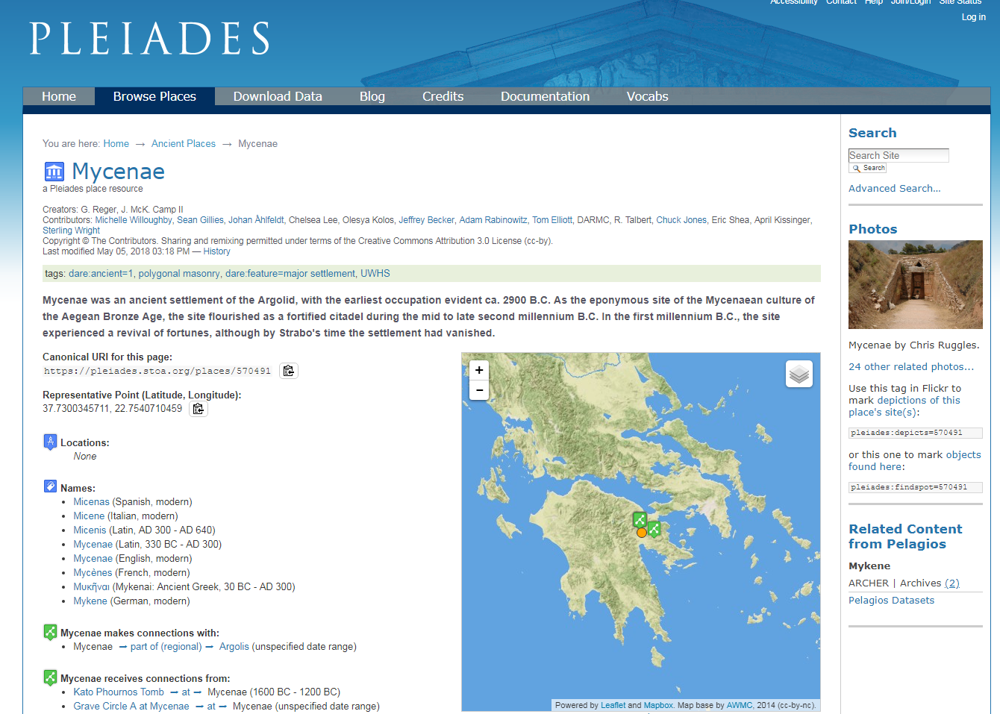 Accessibility Contact Help Join/Login Site Status
Log in
PLEIADES
Home Browse Places Download Data Blog Credits Documentation Vocabs
You are here: Home → Ancient Places → Mycenae
Mycenae
a Pleiades place resource
Creators: G. Reger, J. McK. Camp II
Contributors: Michelle Willoughby, Sean Gillies, Johan Åhlfeldt, Chelsea Lee, Olesya Kolos, Jeffrey Becker, Adam Rabinowitz, Tom Elliott, DARMC, R. Talbert, Chuck Jones, Eric Shea, April Kissinger,
Sterling Wright
Copyright © The Contributors. Sharing and remixing permitted under terms of the Creative Commons Attribution 3.0 License (cc-by).
Last modified May 05, 2018 03:18 PM — History
tags: dare:ancient=1, polygonal masonry, dare:feature=major settlement, UWHS
Mycenae was an ancient settlement of the Argolid, with the earliest occupation evident ca. 2900 B.C. As the eponymous site of the Mycenaean culture of
the Aegean Bronze Age, the site flourished as a fortified citadel during the mid to late second millennium B.C. In the first millennium B.C., the site
experienced a revival of fortunes, although by Strabo's time the settlement had vanished.
Canonical URI for this page:
https://pleiades.stoa.org/places/570491
Representative Point (Latitude, Longitude):
37.7300345711, 22.7540710459
Locations:
None
Names:
Micenas (Spanish, modern)
Micene (Italian, modern)
Micenis (Latin, AD 300 - AD 640)
Mycenae (Latin, 330 BC - AD 300)
Mycenae (English, modern)
Mycènes (French, modern)
Μυκῆναι (Mykenai: Ancient Greek, 30 BC - AD 300)
Mykene (German, modern)
Mycenae makes connections with:
Mycenae → part of (regional) → Argolis (unspecified date range)
Mycenae receives connections from:
Kato Phournos Tomb → at → Mycenae (1600 BC - 1200 BC)
Grave Circle A at Mycenae → at → Mycenae (unspecified date range)
+
−
Powered by Leaflet and Mapbox. Map base by AWMC, 2014 (cc-by-nc).
Search
Search Site
Search
Advanced Search...
Photos
Mycenae by Chris Ruggles.
24 other related photos...
Use this tag in Flickr to
mark depictions of this
place's site(s):
pleiades:depicts=570491
or this one to mark objects
found here:
pleiades:findspot=570491
Related Content
from Pelagios
Mykene
ARCHER | Archives (2)
Pelagios Datasets